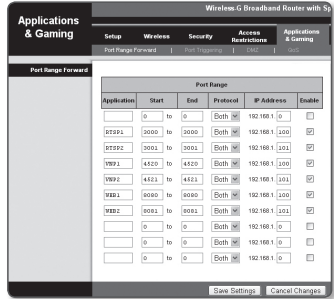 Wireless-G Broadband Router with Sp
Applications & Gaming
Setup Wireless Security Access Restrictions Applications & Gaming
Port Range Forward | Port Triggering | DMZ | QoS
Port Range Forward
Port Range
Application Start End Protocol IP Address Enable
0 to 0 Both 192.168.1. 0
RTSP1 3000 to 3000 Both 192.168.1. 100
RTSP2 3001 to 3001 Both 192.168.1. 101
VNP1 4520 to 4520 Both 192.168.1. 100
VNP2 4521 to 4521 Both 192.168.1. 101
WEB1 8080 to 8080 Both 192.168.1. 100
WEB2 8081 to 8081 Both 192.168.1. 101
0 to 0 Both 192.168.1. 0
0 to 0 Both 192.168.1. 0
0 to 0 Both 192.168.1. 0
Save Settings Cancel Changes